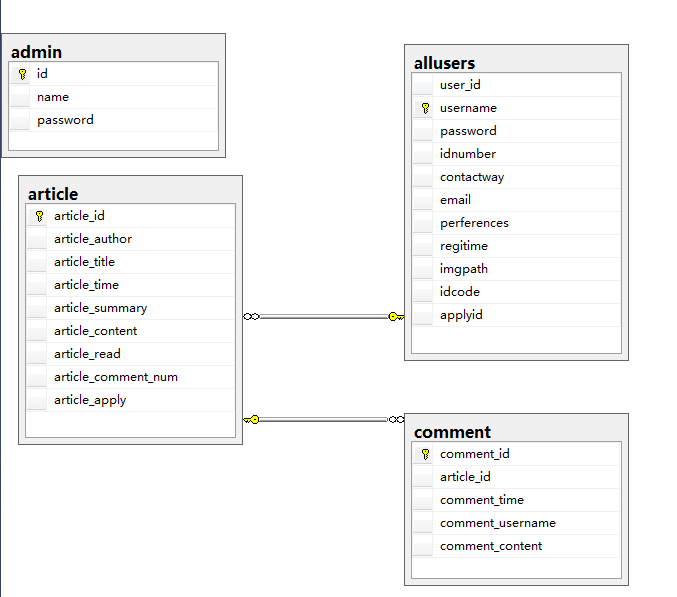 admin
id
name
password
article
article_id
article_author
article_title
article_time
article_summary
article_content
article_read
article_comment_num
article_apply
allusers
user_id
username
password
idnumber
contactway
email
perferences
regitime
imgpath
idcode
applyid
comment
comment_id
article_id
comment_time
comment_username
comment_content